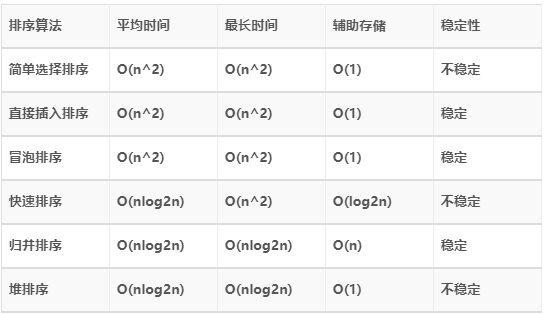 排序算法 平均时间 最长时间 辅助存储 稳定性
简单选择排序 O(n^2) O(n^2) O(1) 不稳定
直接插入排序 O(n^2) O(n^2) O(1) 稳定
冒泡排序 O(n^2) O(n^2) O(1) 稳定
快速排序 O(nlog2n) O(n^2) O(log2n) 不稳定
归并排序 O(nlog2n) O(nlog2n) O(n) 稳定
堆排序 O(nlog2n) O(nlog2n) O(1) 不稳定